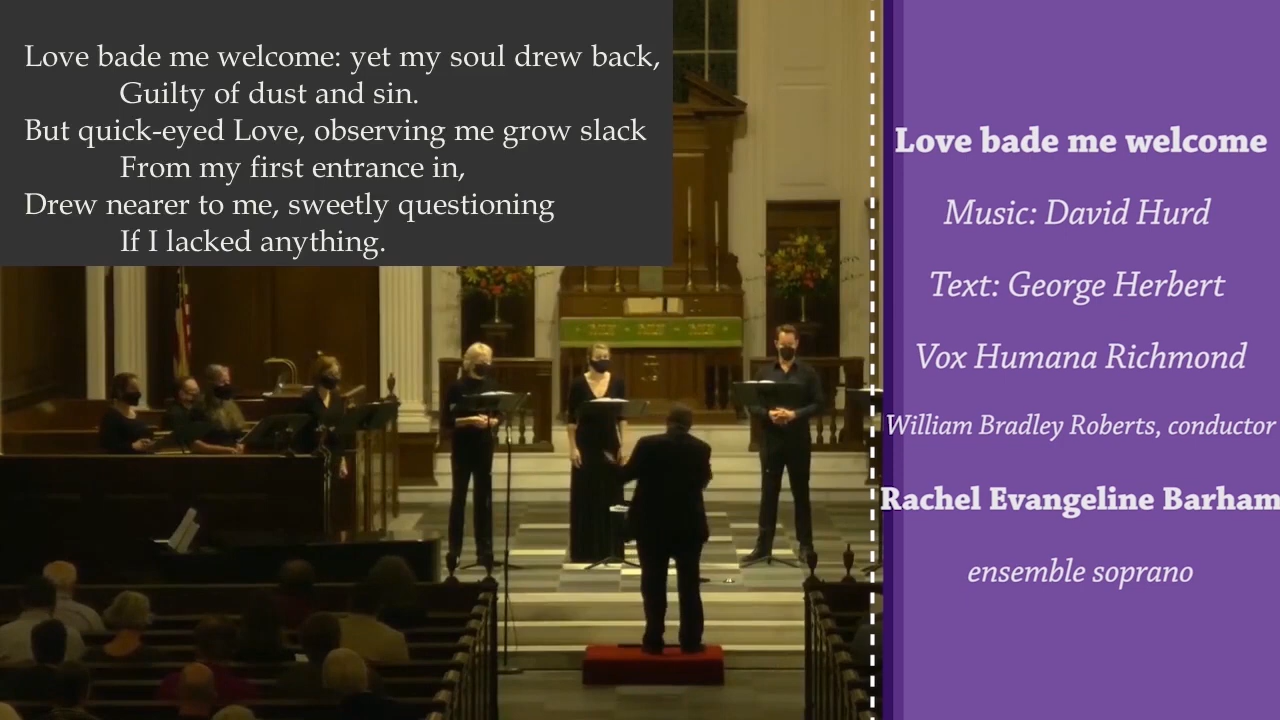 Love bade me welcome: yet my soul drew back,
Guilty of dust and sin.
But quick-eyed Love, observing me grow slack
From my first entrance in,
Drew nearer to me, sweetly questioning
If I lacked anything.
Love bade me welcome
Music: David Hurd
Text: George Herbert
Vox Humana Richmond
William Bradley Roberts, conductor
Rachel Evangeline Barham
ensemble soprano